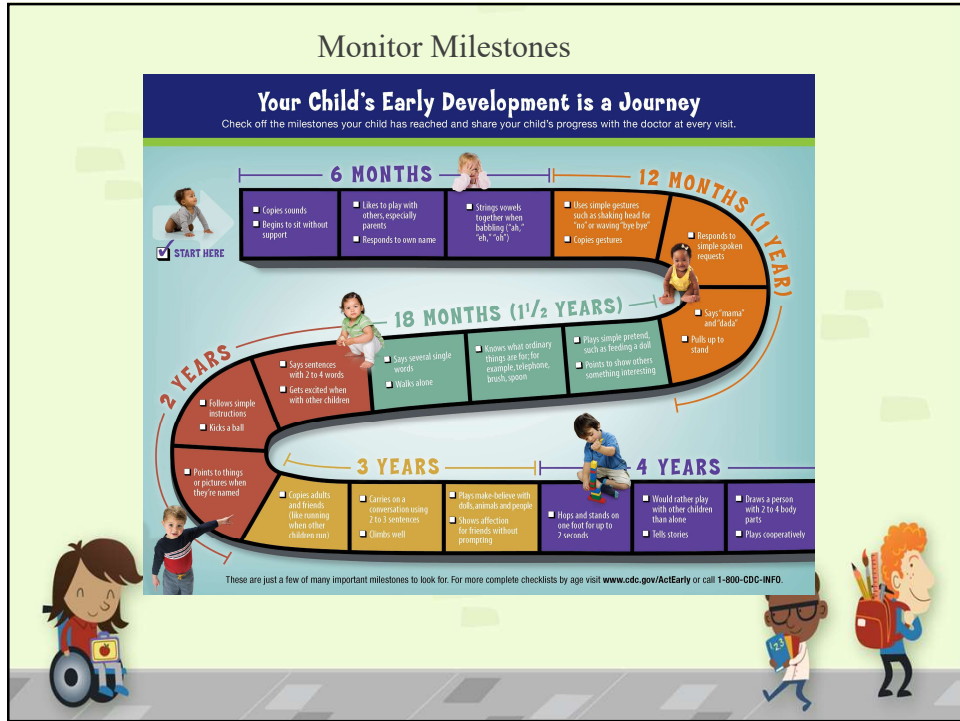 Monitor Milestones
Your Child's Early Development is a Journey
Check off the milestones your child has reached and share your child's progress with the doctor at every visit.
START HERE
6 MONTHS
Copies sounds
Begins to sit without
support
Likes to play with
others, especially
parents
Responds to own name
Strings vowels
together when
babbling ("ah,"
"eh," "oh")
12 MONTHS (1 YEAR)
Uses simple gestures
such as shaking head for
"no" or waving "bye bye"
Copies gestures
Responds to
simple spoken
requests
Says "mama"
and "dada"
Pulls up to
stand
18 MONTHS (1 1/2 YEARS)
Plays simple pretend,
such as feeding a doll
Points to show others
something interesting
Knows what ordinary
things are for; for
example, telephone,
brush, spoon
Says several single
words
Walks alone
2 YEARS
Says sentences
with 2 to 4 words
Gets excited when
with other children
Follows simple
instructions
Kicks a ball
Points to things
or pictures when
they're named
3 YEARS
Copies adults
and friends
(like running
when other
children run)
Carries on a
conversation using
2 to 3 sentences
Climbs well
Plays make-believe with
dolls, animals and people
Shows affection
for friends without
prompting
4 YEARS
Hops and stands on
one foot for up to
2 seconds
Would rather play
with other children
than alone
Tells stories
Draws a person
with 2 to 4 body
parts
Plays cooperatively
These are just a few of many important milestones to look for. For more complete checklists by age visit www.cdc.gov/ActEarly or call 1-800-CDC-INFO.
123